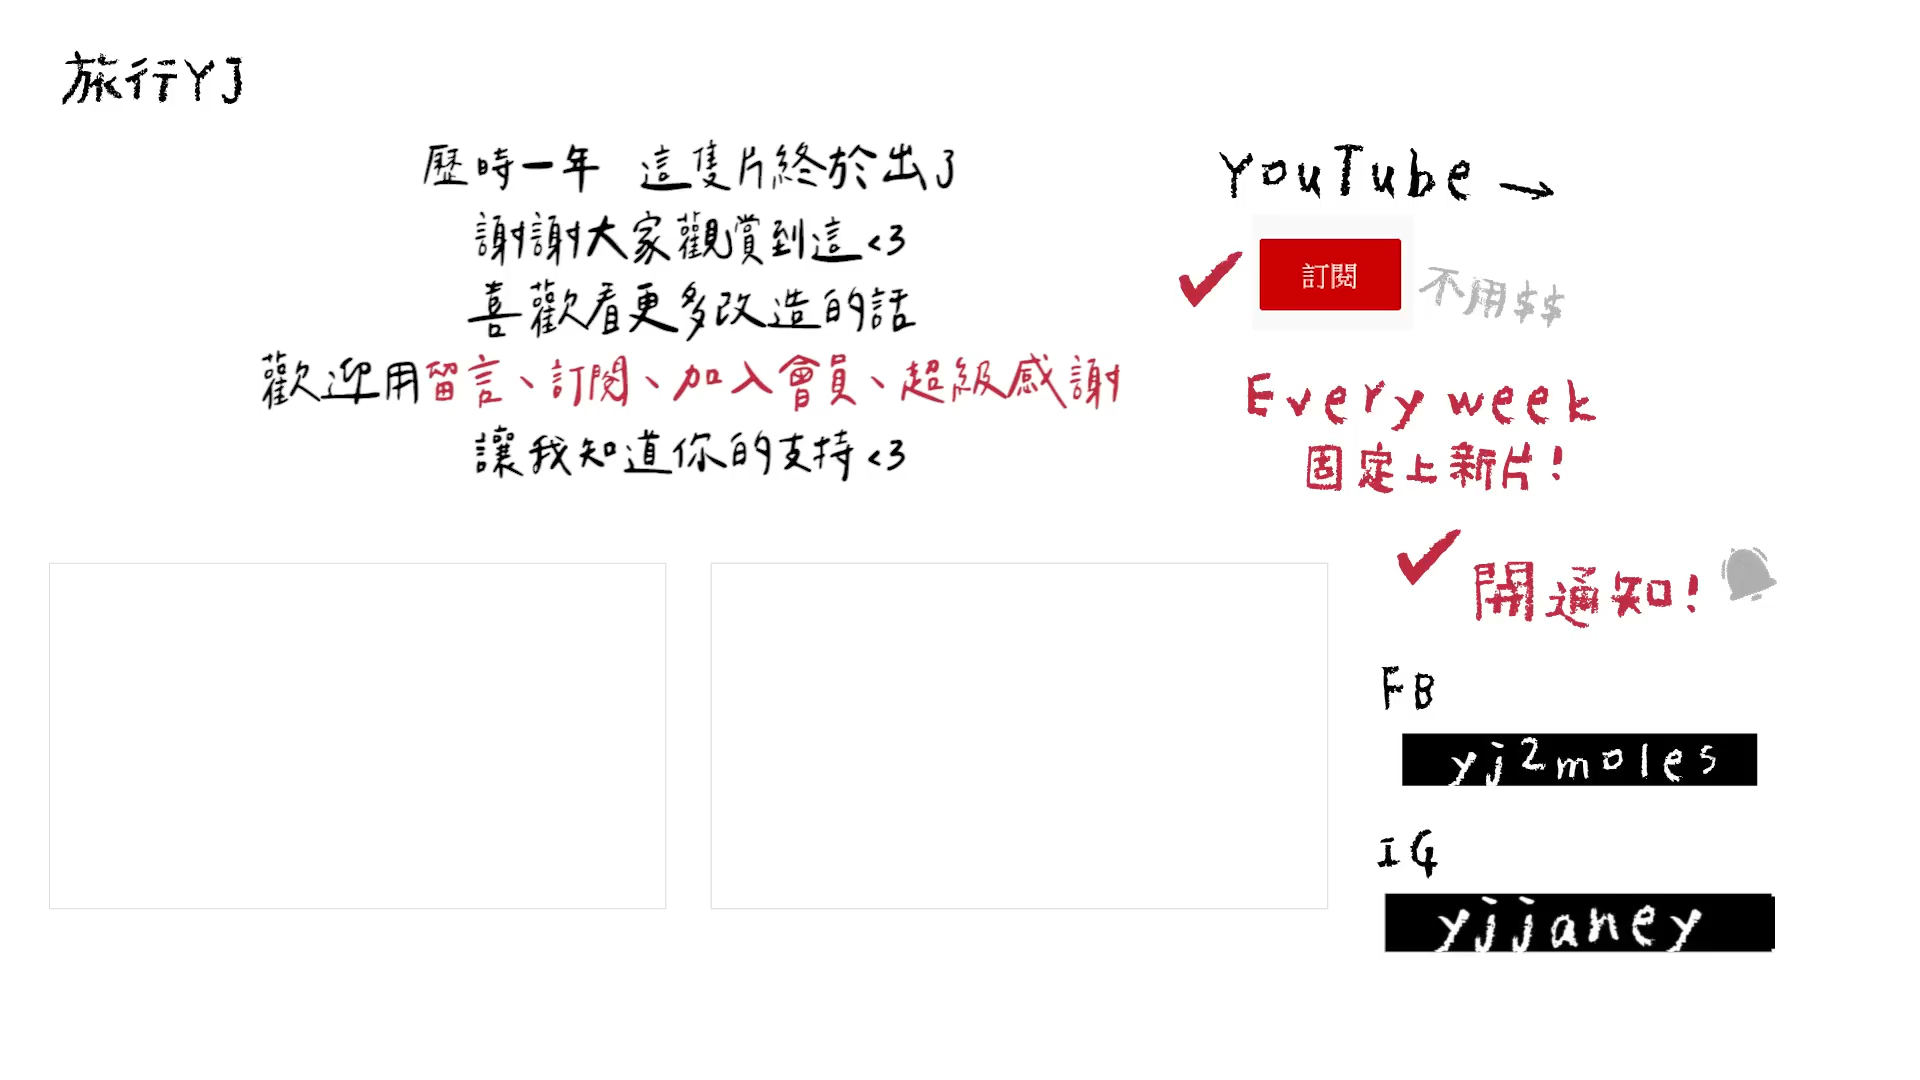 旅行YJ
歷時一年 這隻片終於出了
謝謝大家觀賞到這<3
喜歡看更多改造的話
歡迎用留言、訂閱、加入會員、超級感謝
讓我知道你的支持<3
YouTube →
訂閱
不用$$
Every week
固定上新片!
開通知!
FB
yj2moles
IG
yjjaney